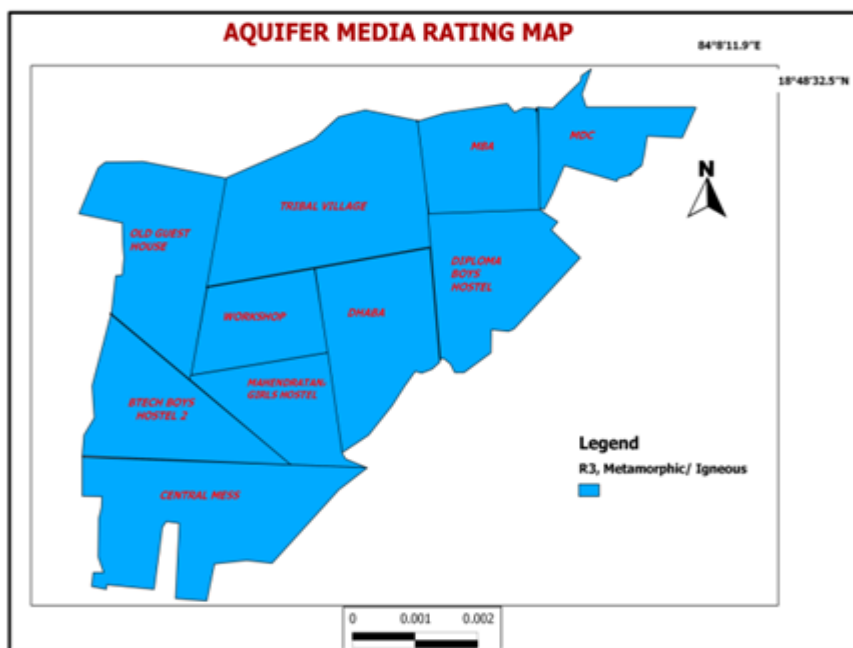 AQUIFER MEDIA RATING MAP
84°8'11.9"E
18°48'32.5"N
MBA
MDC
N
TRIBAL VILLAGE
OLD GUEST
HOUSE
DIPLOMA
BOYS
HOSTEL
WORKSHOP
DHABA
MAHENDRATANAYA
GIRLS HOSTEL
BTECH BOYS
HOSTEL 2
Legend
R3, Metamorphic/ Igneous
CENTRAL MESS
0 0.001 0.002